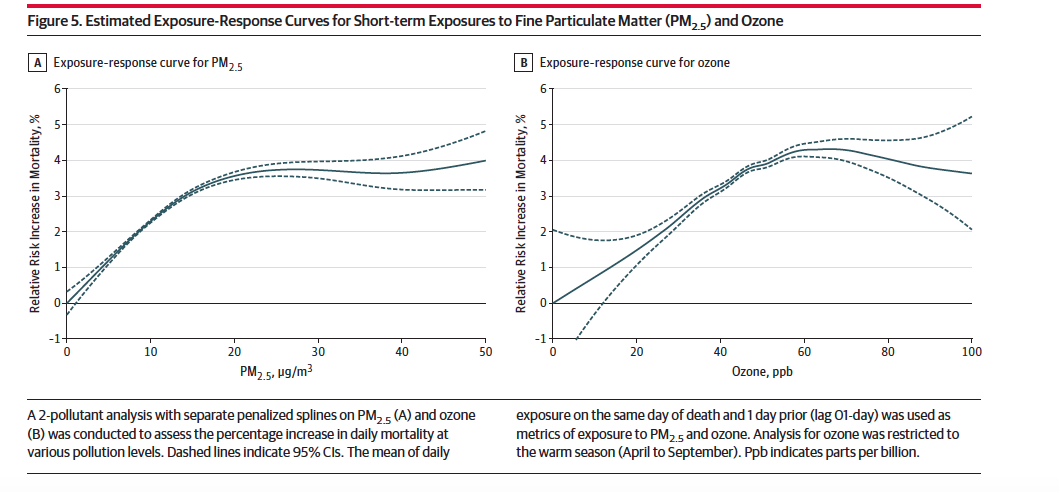 Figure 5. Estimated Exposure-Response Curves for Short-term Exposures to Fine Particulate Matter (PM2.5) and Ozone
A Exposure-response curve for PM2.5
6
5
4
3
2
1
0
-1
Relative Risk Increase in Mortality, %
0 10 20 30 40 50
PM2.5, μg/m3
B Exposure-response curve for ozone
6
5
4
3
2
1
0
-1
Relative Risk Increase in Mortality, %
0 20 40 60 80 100
Ozone, ppb
A 2-pollutant analysis with separate penalized splines on PM2.5 (A) and ozone
(B) was conducted to assess the percentage increase in daily mortality at
various pollution levels. Dashed lines indicate 95% CIs. The mean of daily
exposure on the same day of death and 1 day prior (lag 01-day) was used as
metrics of exposure to PM2.5 and ozone. Analysis for ozone was restricted to
the warm season (April to September). Ppb indicates parts per billion.